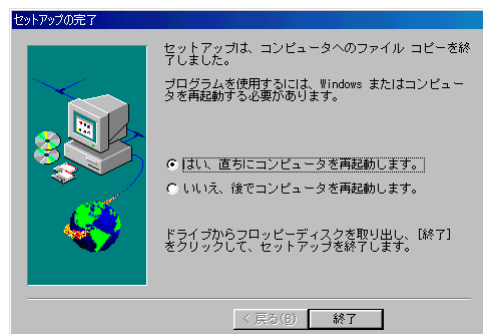 セットアップの完了
セットアップは、コンピュータへのファイル コピーを終
了しました。
プログラムを使用するには、Windows またはコンピュー
タを再起動する必要があります。
はい、直ちにコンピュータを再起動します。
いいえ、後でコンピュータを再起動します。
ドライブからフロッピーディスクを取り出し、[終了]
をクリックして、セットアップを終了します。
< 戻る(B)
終了